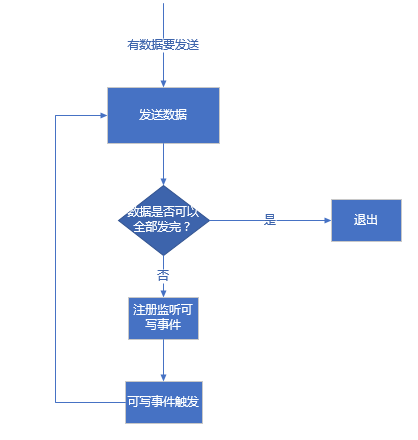 有数据要发送
发送数据
数据是否可以
全部发完？
是
退出
否
注册监听可
写事件
可写事件触发